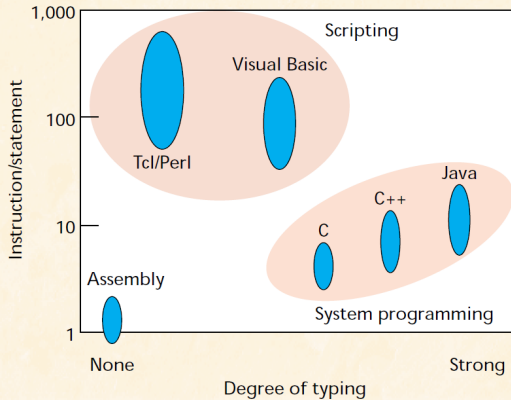 1,000
Scripting
Visual Basic
100
Tcl/Perl
Java
C++
10
C
Assembly
System programming
1
None
Strong
Degree of typing
Instruction/statement